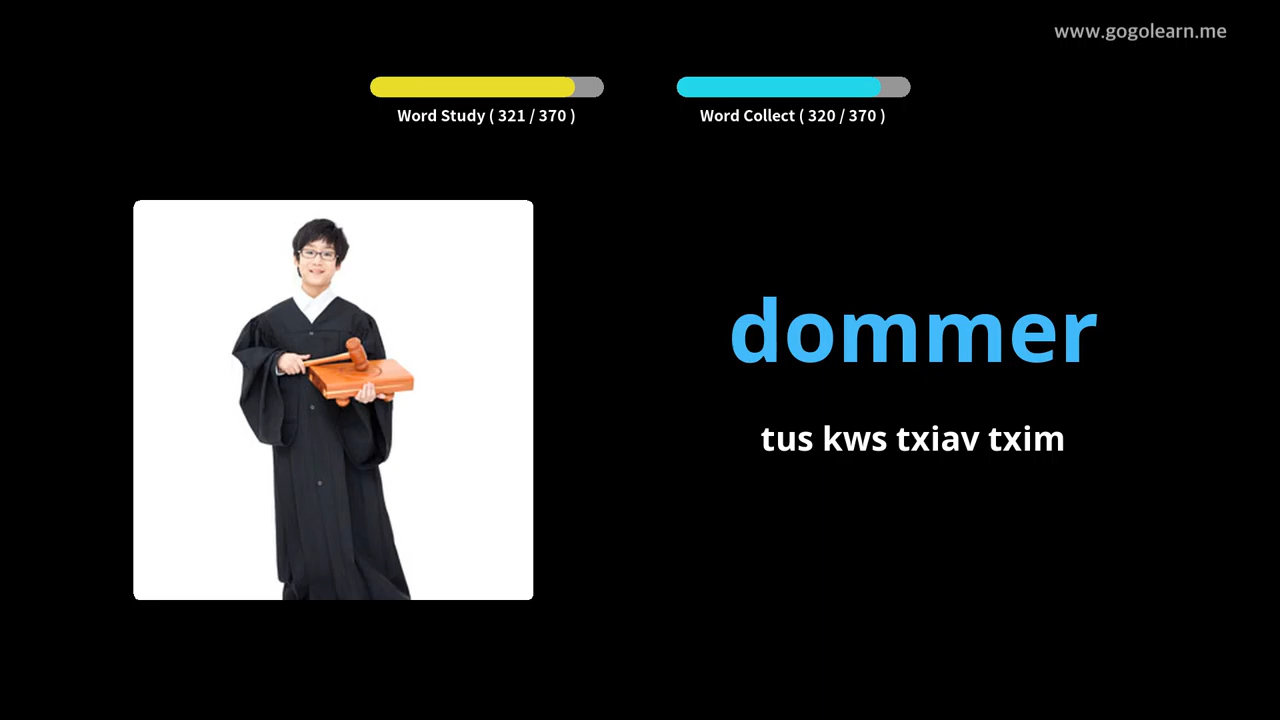 www.gogolearn.me
Word Study ( 321 / 370 )
Word Collect ( 320 / 370 )
dommer
tus kws txiav txim